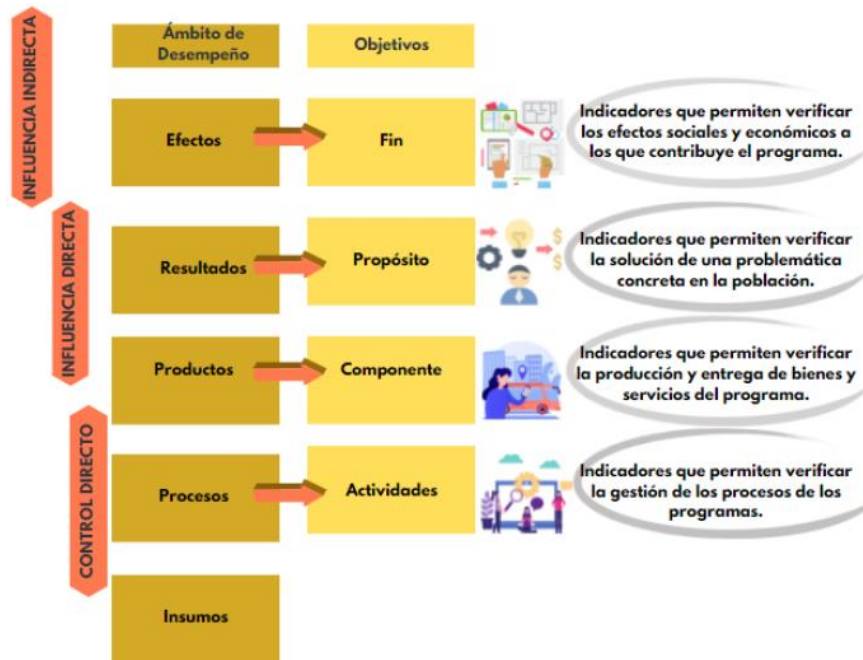 INFLUENCIA INDIRECTA
Ámbito de
Desempeño
Objetivos
Efectos
Fin
Indicadores que permiten verificar
los efectos sociales y económicos a
los que contribuye el programa.
INFLUENCIA DIRECTA
Resultados
Propósito
Indicadores que permiten verificar
la solución de una problemática
concreta en la población.
Productos
Componente
Indicadores que permiten verificar
la producción y entrega de bienes y
servicios del programa.
CONTROL DIRECTO
Procesos
Actividades
Indicadores que permiten verificar
la gestión de los procesos de los
programas.
Insumos